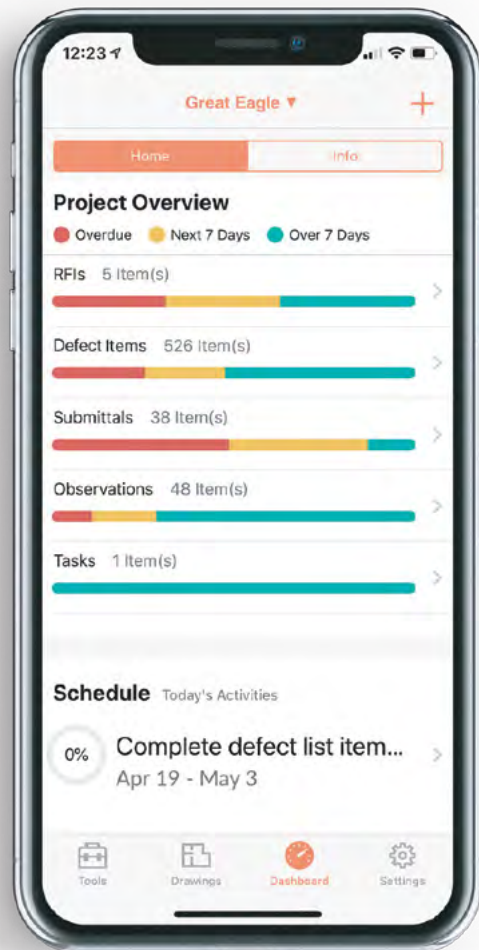 12:23
Great Eagle ▼
Home Info
Project Overview
Overdue Next 7 Days Over 7 Days
RFIs 5 Item(s)
Defect Items 526 Item(s)
Submittals 38 Item(s)
Observations 48 Item(s)
Tasks 1 Item(s)
Schedule Today's Activities
0% Complete defect list item...
Apr 19 - May 3
Tools Drawings Dashboard Settings